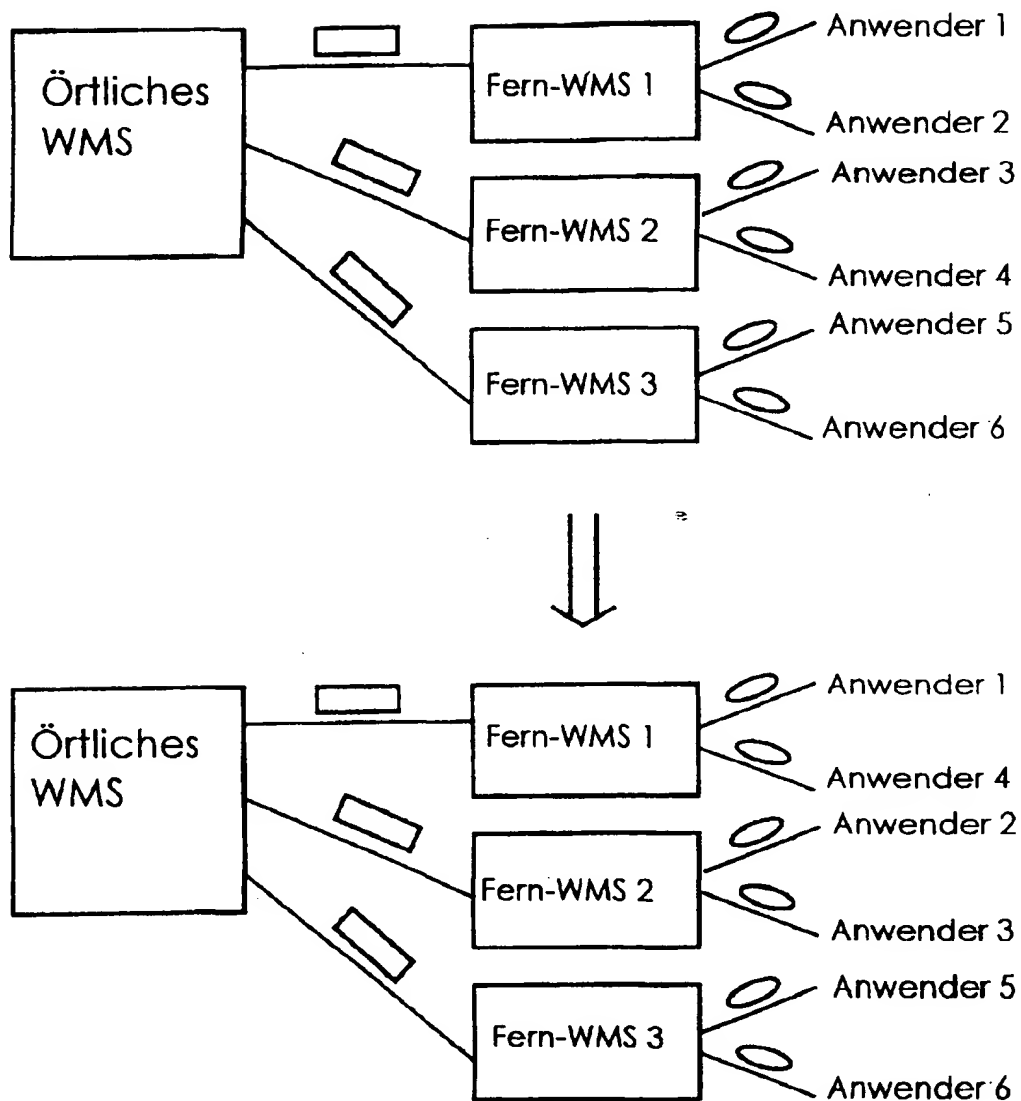 Örtliches
WMS
Fern-WMS 1
Anwender 1
Anwender 2
Fern-WMS 2
Anwender 3
Anwender 4
Fern-WMS 3
Anwender 5
Anwender 6
Örtliches
WMS
Fern-WMS 1
Anwender 1
Anwender 4
Fern-WMS 2
Anwender 2
Anwender 3
Fern-WMS 3
Anwender 5
Anwender 6